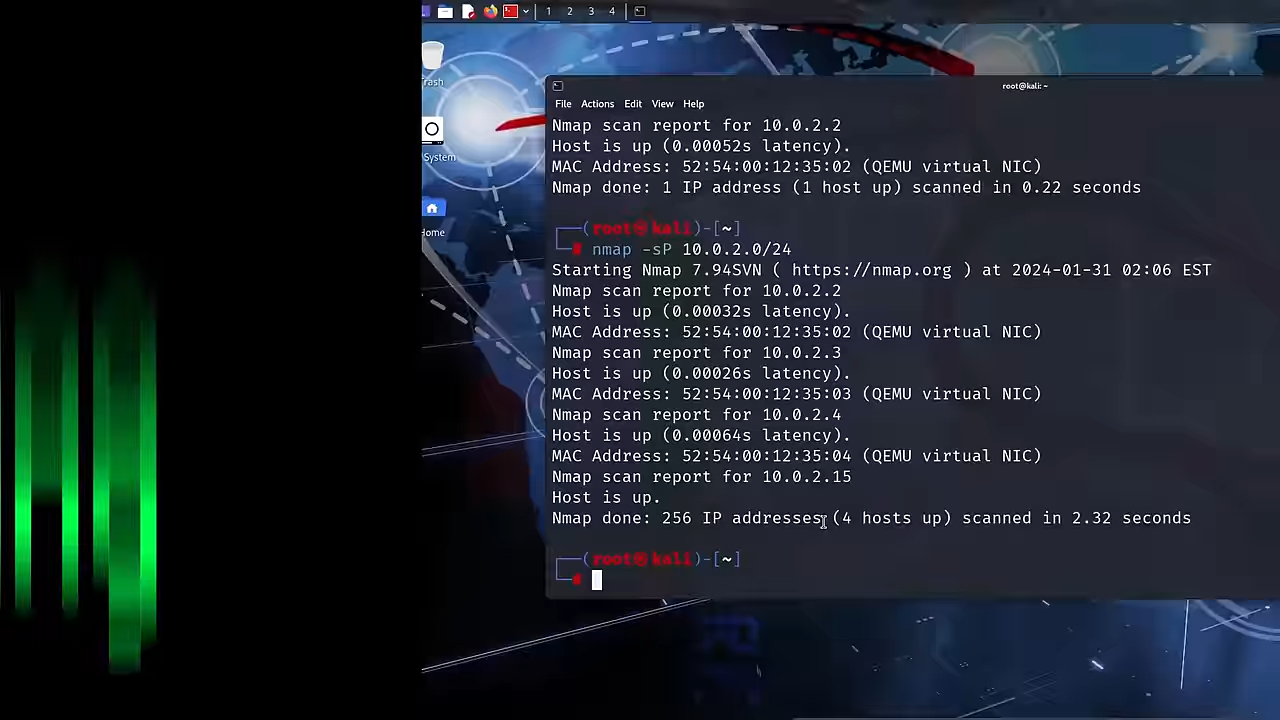 1 2 3 4
root@kali: ~
File Actions Edit View Help
Nmap scan report for 10.0.2.2
Host is up (0.00052s latency).
MAC Address: 52:54:00:12:35:02 (QEMU virtual NIC)
Nmap done: 1 IP address (1 host up) scanned in 0.22 seconds
┌──(root㉿kali)-[~]
└─# nmap -sP 10.0.2.0/24
Starting Nmap 7.94SVN ( https://nmap.org ) at 2024-01-31 02:06 EST
Nmap scan report for 10.0.2.2
Host is up (0.00032s latency).
MAC Address: 52:54:00:12:35:02 (QEMU virtual NIC)
Nmap scan report for 10.0.2.3
Host is up (0.00026s latency).
MAC Address: 52:54:00:12:35:03 (QEMU virtual NIC)
Nmap scan report for 10.0.2.4
Host is up (0.00064s latency).
MAC Address: 52:54:00:12:35:04 (QEMU virtual NIC)
Nmap scan report for 10.0.2.15
Host is up.
Nmap done: 256 IP addresses (4 hosts up) scanned in 2.32 seconds
┌──(root㉿kali)-[~]
└─#
rash
System
Home